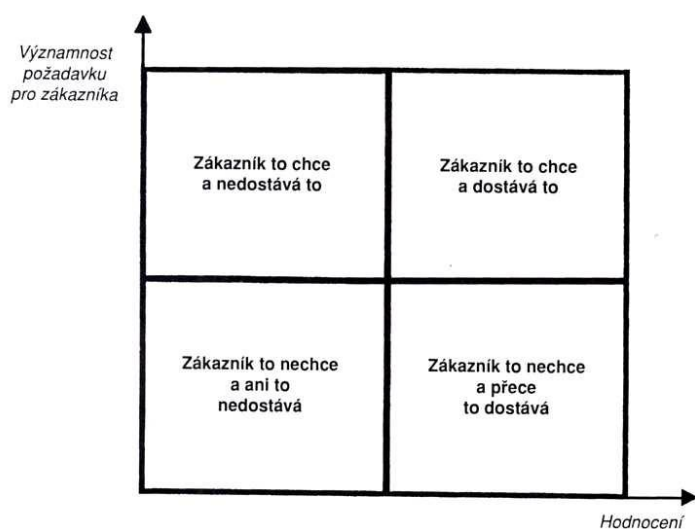 Významnost
požadavku
pro zákazníka
Zákazník to chce
a nedostává to
Zákazník to chce
a dostává to
Zákazník to nechce
a ani to
nedostává
Zákazník to nechce
a přece
to dostává
Hodnocení